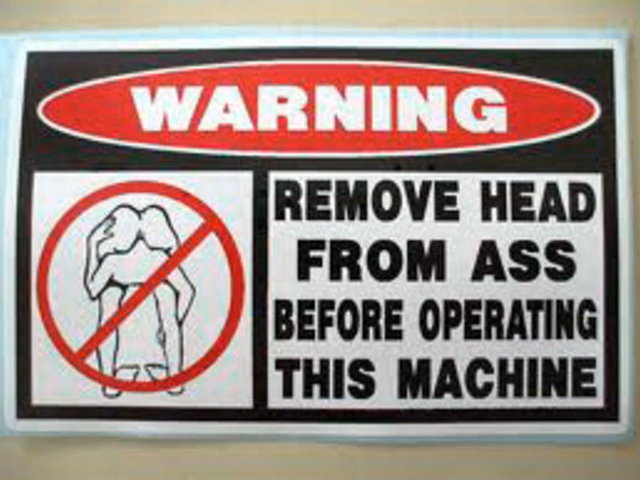 WARNING
REMOVE HEAD
FROM ASS
BEFORE OPERATING
THIS MACHINE